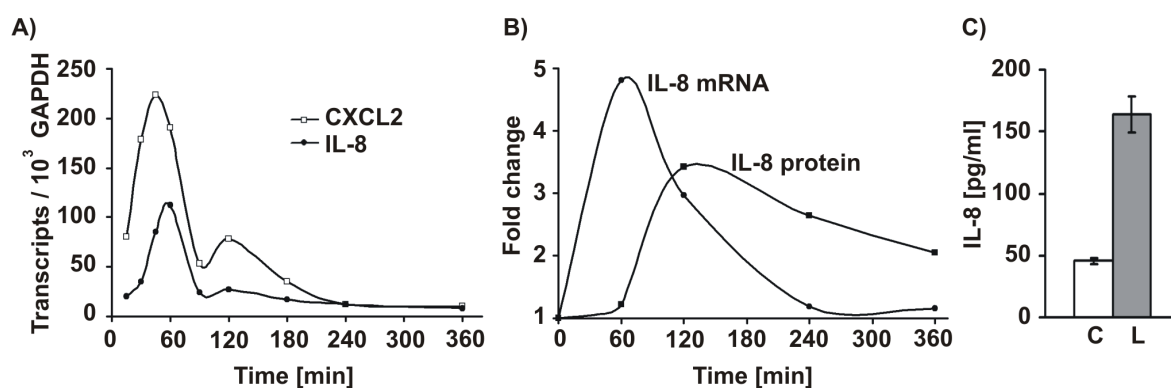 A)
Transcripts / 10³ GAPDH
250
200
150
100
50
0
0 60 120 180 240 300 360
Time [min]
CXCL2
IL-8
B)
Fold change
5
4
3
2
1
0 60 120 180 240 300 360
Time [min]
IL-8 mRNA
IL-8 protein
C)
IL-8 [pg/ml]
200
150
100
50
0
C L